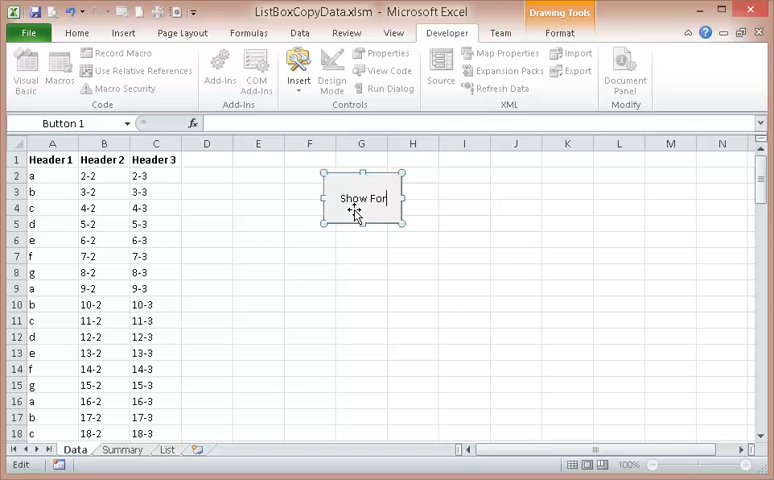 ListBoxCopyData.xlsm - Microsoft Excel
Drawing Tools
File Home Insert Page Layout Formulas Data Review View Developer Team Format
Visual Basic
Macros
Record Macro
Use Relative References
Macro Security
Code
Add-Ins
COM Add-Ins
Add-Ins
Insert
Design Mode
Properties
View Code
Run Dialog
Controls
Source
Map Properties
Expansion Packs
Refresh Data
Import
Export
XML
Document Panel
Modify
Button 1
fx
A B C D E F G H I J K L M N
1 Header 1 Header 2 Header 3
2 a 2-2 2-3
3 b 3-2 3-3
4 c 4-2 4-3
5 d 5-2 5-3
6 e 6-2 6-3
7 f 7-2 7-3
8 g 8-2 8-3
9 a 9-2 9-3
10 b 10-2 10-3
11 c 11-2 11-3
12 d 12-2 12-3
13 e 13-2 13-3
14 f 14-2 14-3
15 g 15-2 15-3
16 a 16-2 16-3
17 b 17-2 17-3
18 c 18-2 18-3
Show For
Data Summary List
Edit
100%